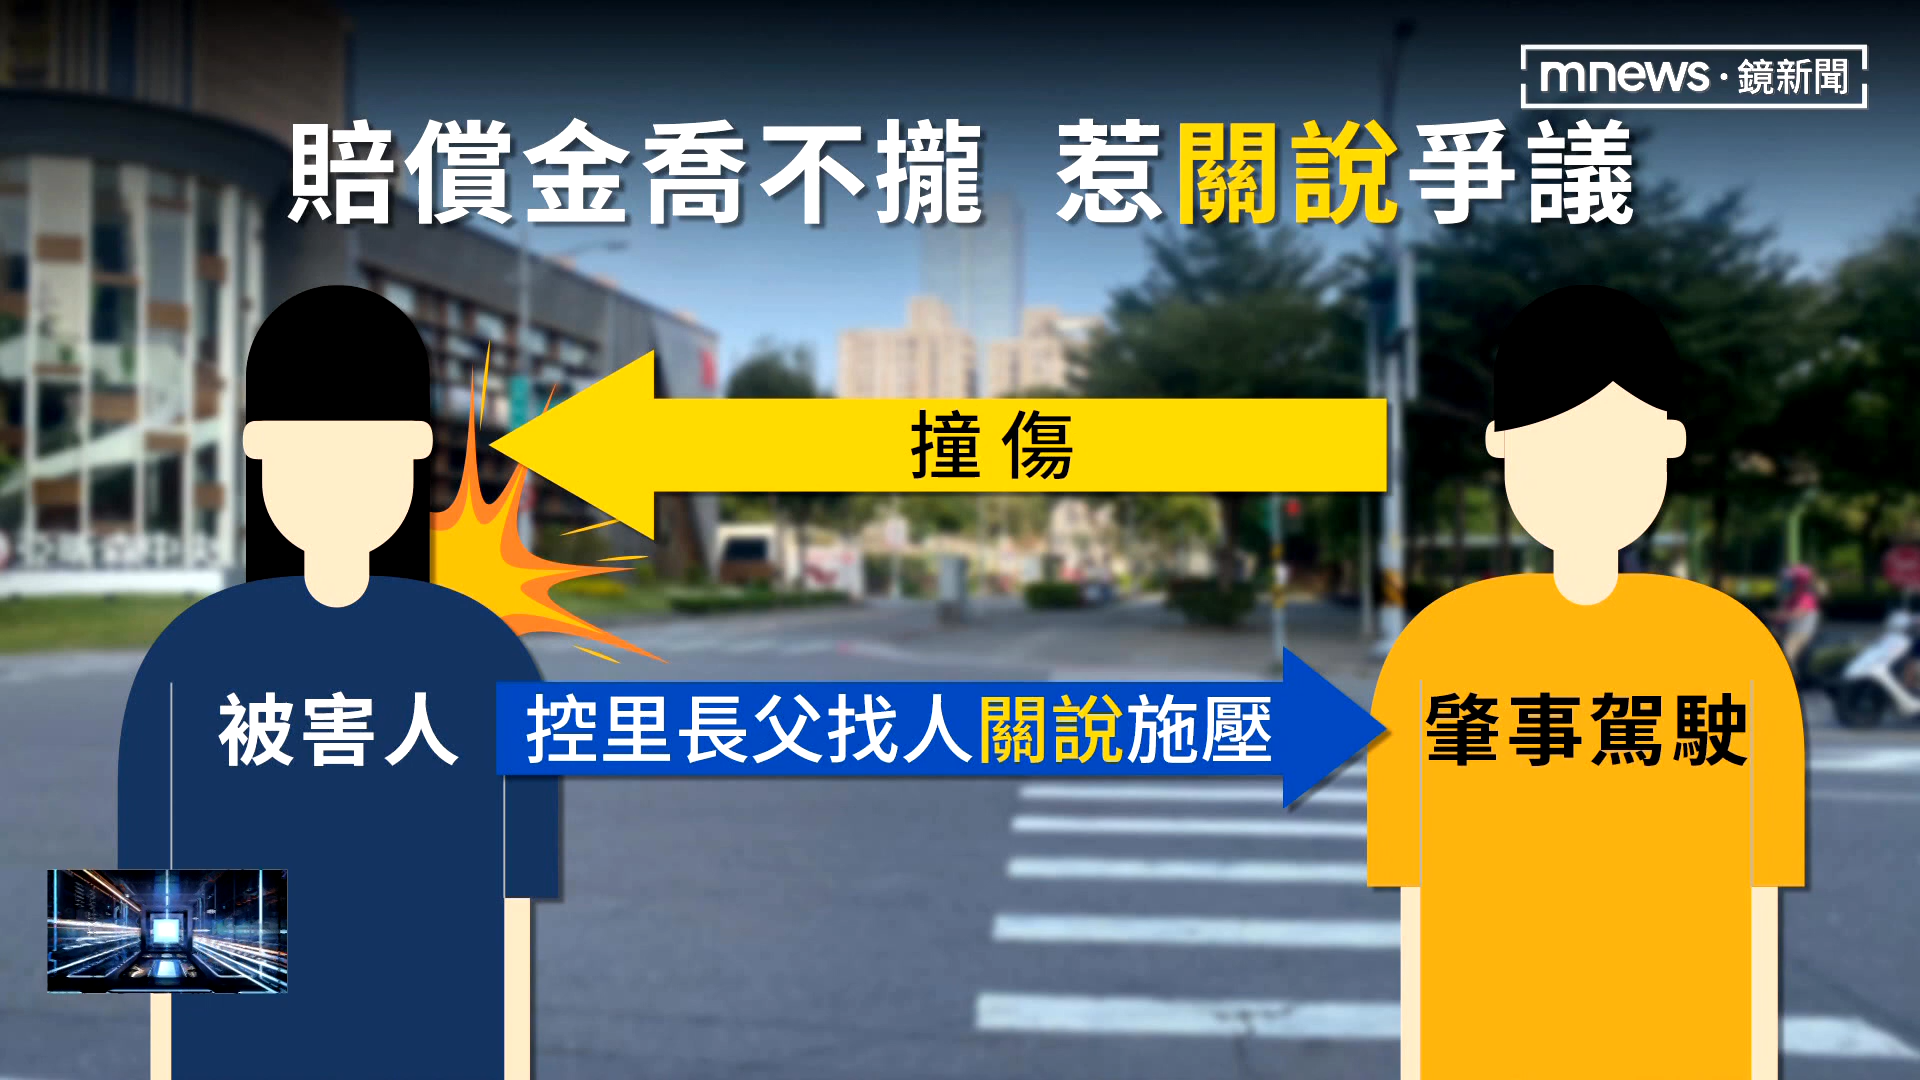 mnews·鏡新聞
賠償金喬不攏 惹關說爭議
撞傷
被害人
控里長父找人關說施壓
肇事駕駛